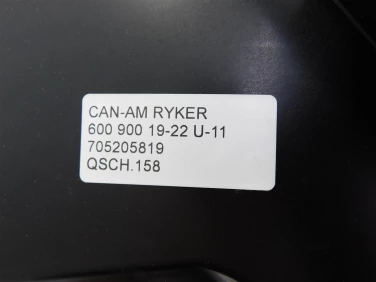 CAN-AM RYKER
600 900 19-22 U-11
705205819
QSCH.158